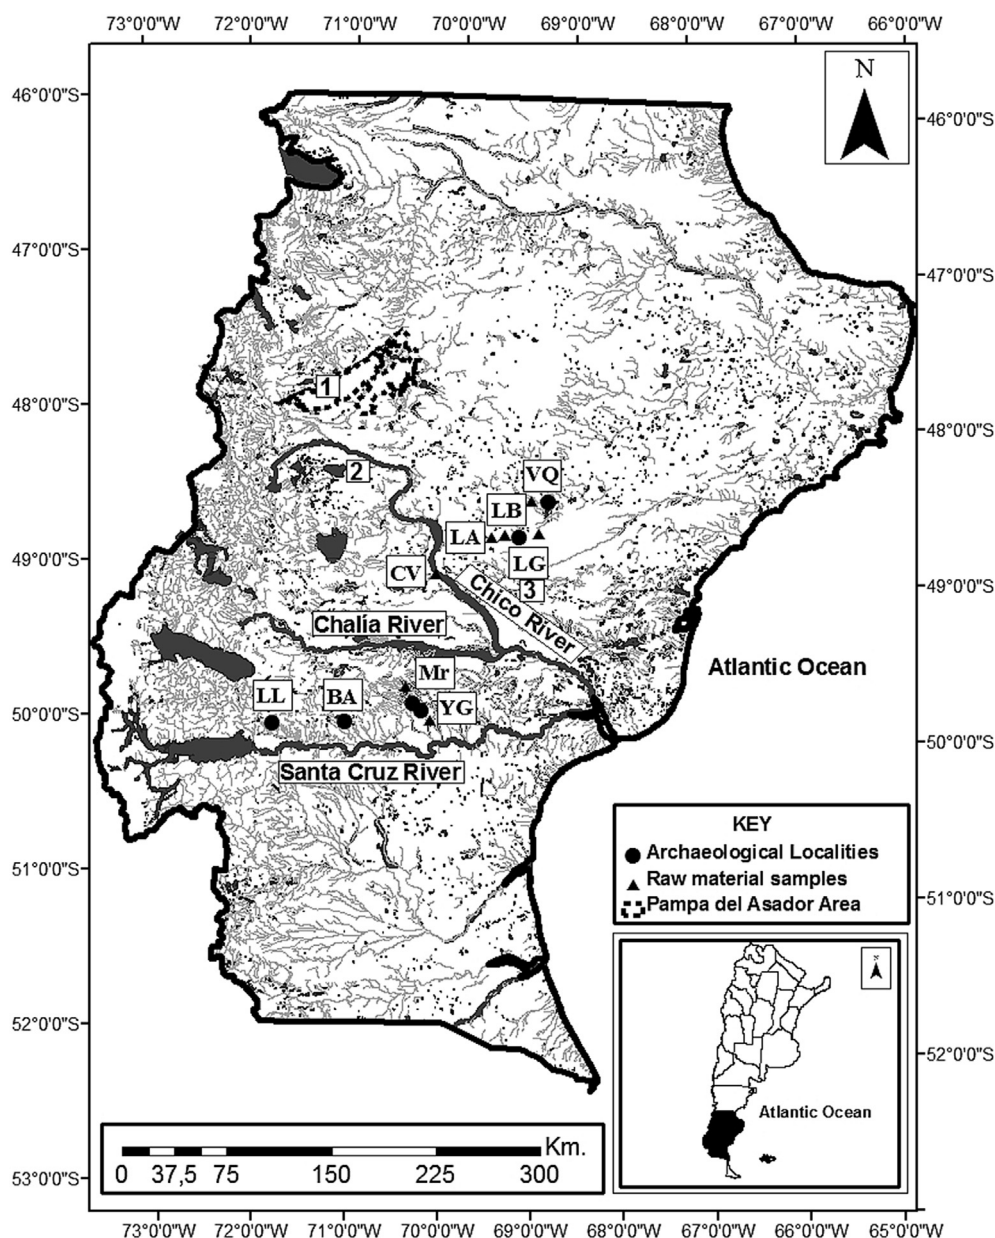 73°0'0"W 72°0'0"W 71°0'0"W 70°0'0"W 69°0'0"W 68°0'0"W 67°0'0"W 66°0'0"W
N
46°0'0"S
46°0'0"S
47°0'0"S
47°0'0"S
1
48°0'0"S
48°0'0"S
2
VQ
LB
LA
LG
CV
3
49°0'0"S
49°0'0"S
Chico River
Chalia River
Atlantic Ocean
Mr
LL
BA
YG
50°0'0"S
50°0'0"S
Santa Cruz River
KEY
Archaeological Localities
Raw material samples
Pampa del Asador Area
51°0'0"S
51°0'0"S
N
52°0'0"S
52°0'0"S
Atlantic Ocean
Km.
0 37,5 75 150 225 300
53°0'0"S
73°0'0"W 72°0'0"W 71°0'0"W 70°0'0"W 69°0'0"W 68°0'0"W 67°0'0"W 66°0'0"W 65°0'0"W